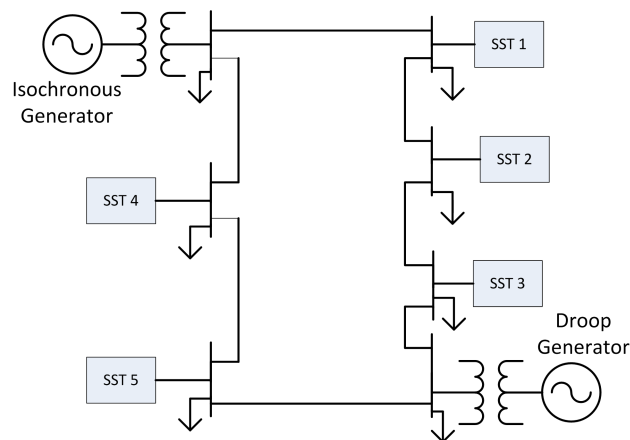 SST 1
Isochronous
Generator
SST 2
SST 4
SST 3
Droop
Generator
SST 5